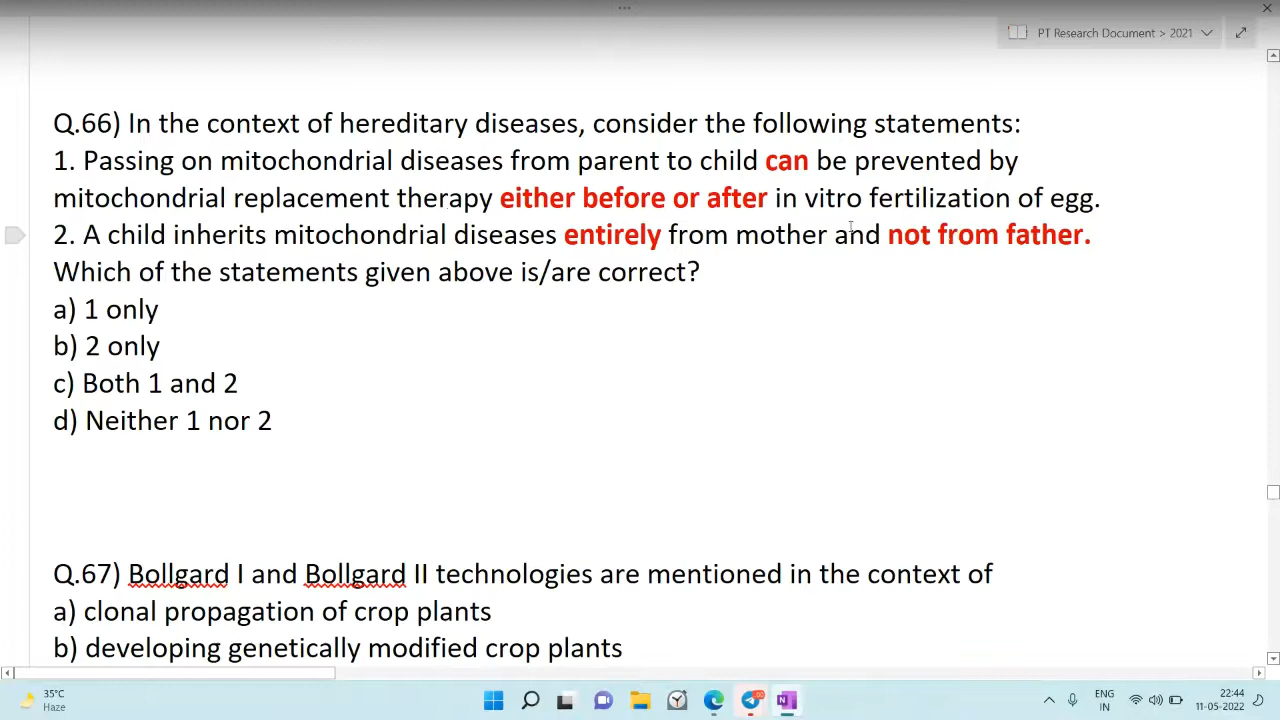 PT Research Document > 2021
Q.66) In the context of hereditary diseases, consider the following statements:
1. Passing on mitochondrial diseases from parent to child can be prevented by
mitochondrial replacement therapy either before or after in vitro fertilization of egg.
2. A child inherits mitochondrial diseases entirely from mother and not from father.
Which of the statements given above is/are correct?
a) 1 only
b) 2 only
c) Both 1 and 2
d) Neither 1 nor 2
Q.67) Bollgard I and Bollgard II technologies are mentioned in the context of
a) clonal propagation of crop plants
b) developing genetically modified crop plants
35°C
Haze
ENG
IN
22:44
11-05-2022